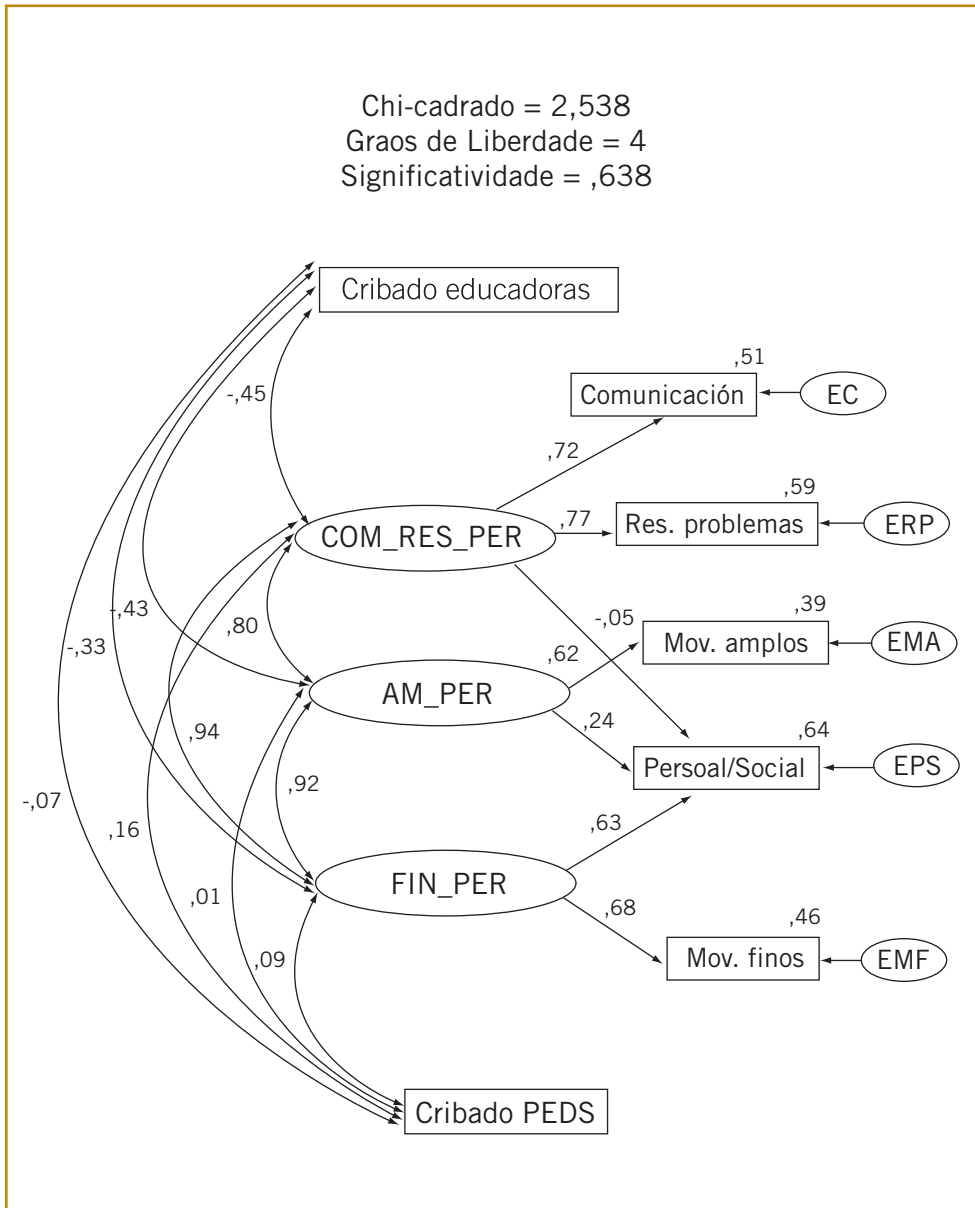 Chi-cadrado = 2,538
Graos de Liberdade = 4
Significatividade = ,638
Cribado educadoras
,51
Comunicación
EC
-,45
,72
,59
COM_RES_PER
,77
Res. problemas
ERP
-,05
,39
-,43
,80
,62
Mov. amplos
EMA
-,33
AM_PER
,24
,64
,94
Persoal/Social
EPS
,92
-,07
,63
,16
FIN_PER
,01
,68
,46
,09
Mov. finos
EMF
Cribado PEDS